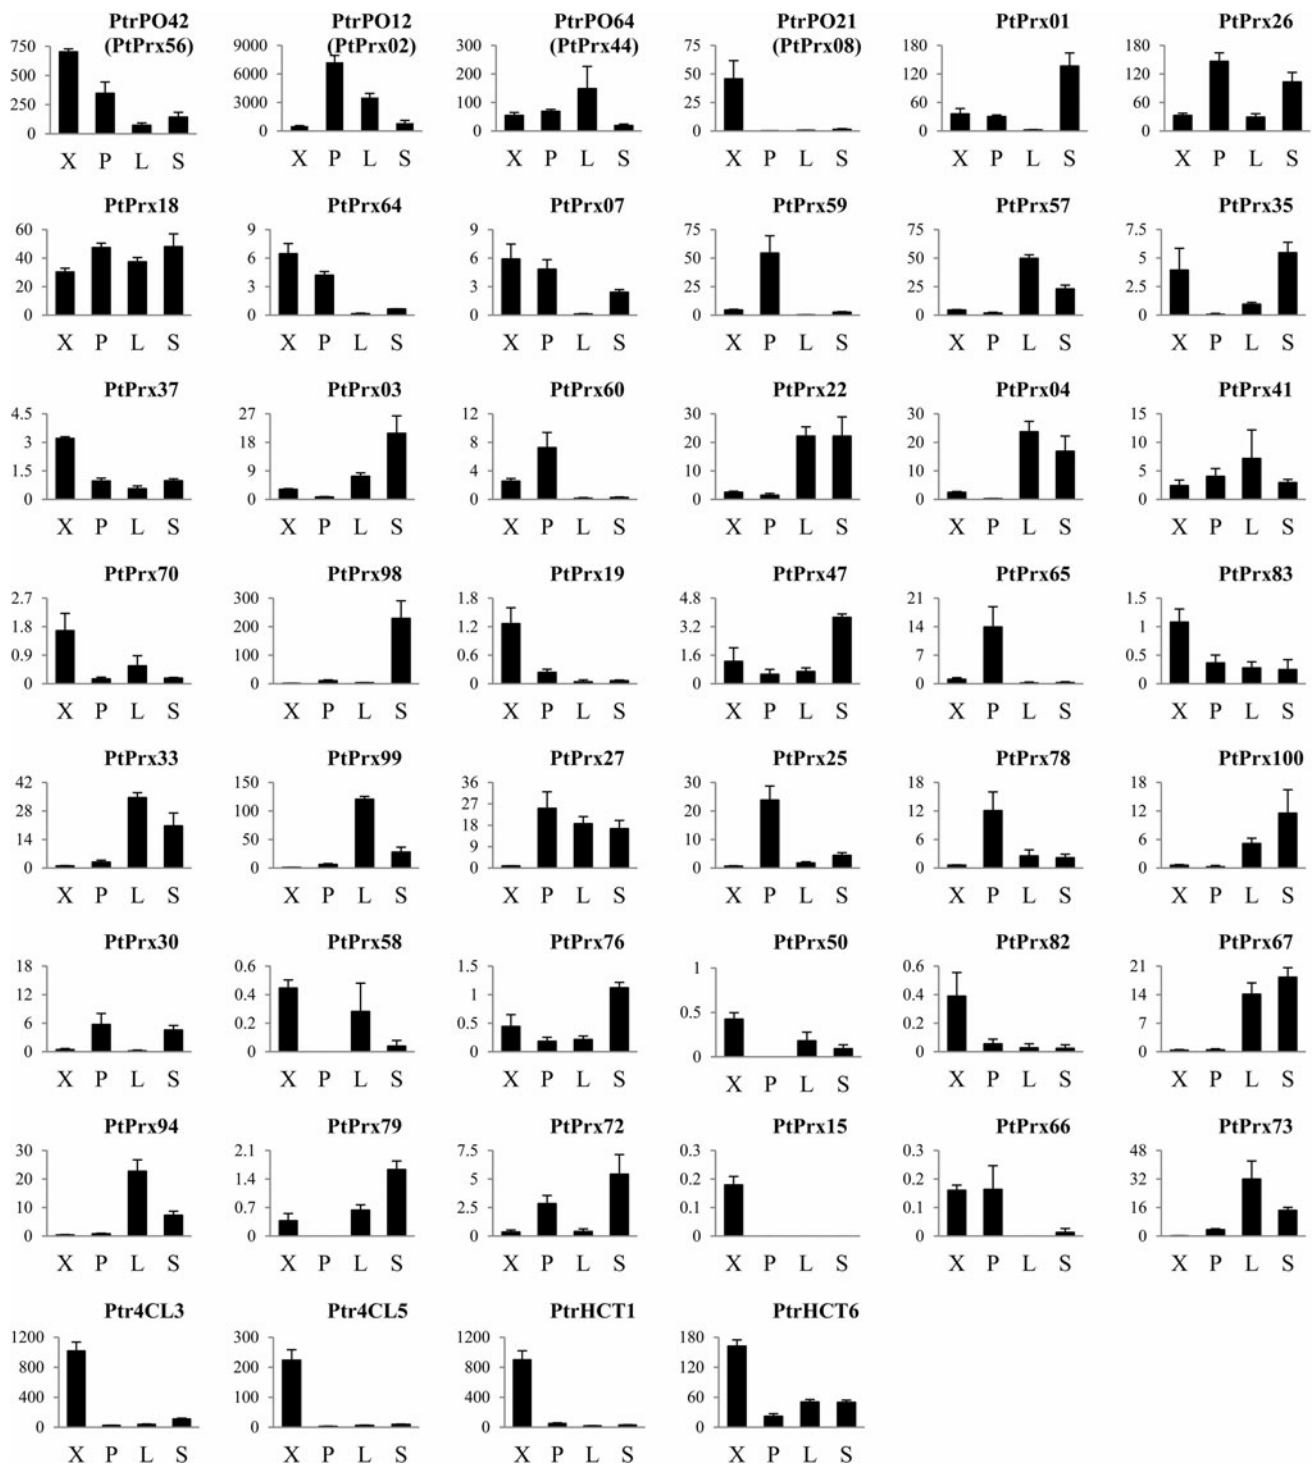 PtrPO42 PtrPO12 PtrPO64 PtrPO21 PtPrx01 PtPrx26
(PtPrx56) (PtPrx02) (PtPrx44) (PtPrx08)
750 9000 300 75 180 180
500 6000 200 50 120 120
250 3000 100 25 60 60
0 0 0 0 0 0
X P L S X P L S X P L S X P L S X P L S X P L S
PtPrx18 PtPrx64 PtPrx07 PtPrx59 PtPrx57 PtPrx35
60 9 9 75 75 7.5
40 6 6 50 50 5
20 3 3 25 25 2.5
0 0 0 0 0 0
X P L S X P L S X P L S X P L S X P L S X P L S
PtPrx37 PtPrx03 PtPrx60 PtPrx22 PtPrx04 PtPrx41
4.5 27 12 30 30 15
3 18 8 20 20 10
1.5 9 4 10 10 5
0 0 0 0 0 0
X P L S X P L S X P L S X P L S X P L S X P L S
PtPrx70 PtPrx98 PtPrx19 PtPrx47 PtPrx65 PtPrx83
2.7 300 1.8 4.8 21 1.5
1.8 200 1.2 3.2 14 1
0.9 100 0.6 1.6 7 0.5
0 0 0 0 0 0
X P L S X P L S X P L S X P L S X P L S X P L S
PtPrx33 PtPrx99 PtPrx27 PtPrx25 PtPrx78 PtPrx100
42 150 36 30 18 18
28 100 27 20 12 12
14 50 18 10 6 6
0 0 9 0 0 0
0
X P L S X P L S X P L S X P L S X P L S X P L S
PtPrx30 PtPrx58 PtPrx76 PtPrx50 PtPrx82 PtPrx67
18 0.6 1.5 1 0.6 21
12 0.4 1 0.5 0.4 14
6 0.2 0.5 0 0.2 7
0 0 0 0 0
X P L S X P L S X P L S X P L S X P L S X P L S
PtPrx94 PtPrx79 PtPrx72 PtPrx15 PtPrx66 PtPrx73
30 2.1 7.5 0.3 0.3 48
20 1.4 5 0.2 0.2 32
10 0.7 2.5 0.1 0.1 16
0 0 0 0 0 0
X P L S X P L S X P L S X P L S X P L S X P L S
Ptr4CL3 Ptr4CL5 PtrHCT1 PtrHCT6
1200 300 1200 180
800 200 800 120
400 100 400 60
0 0 0 0
X P L S X P L S X P L S X P L S